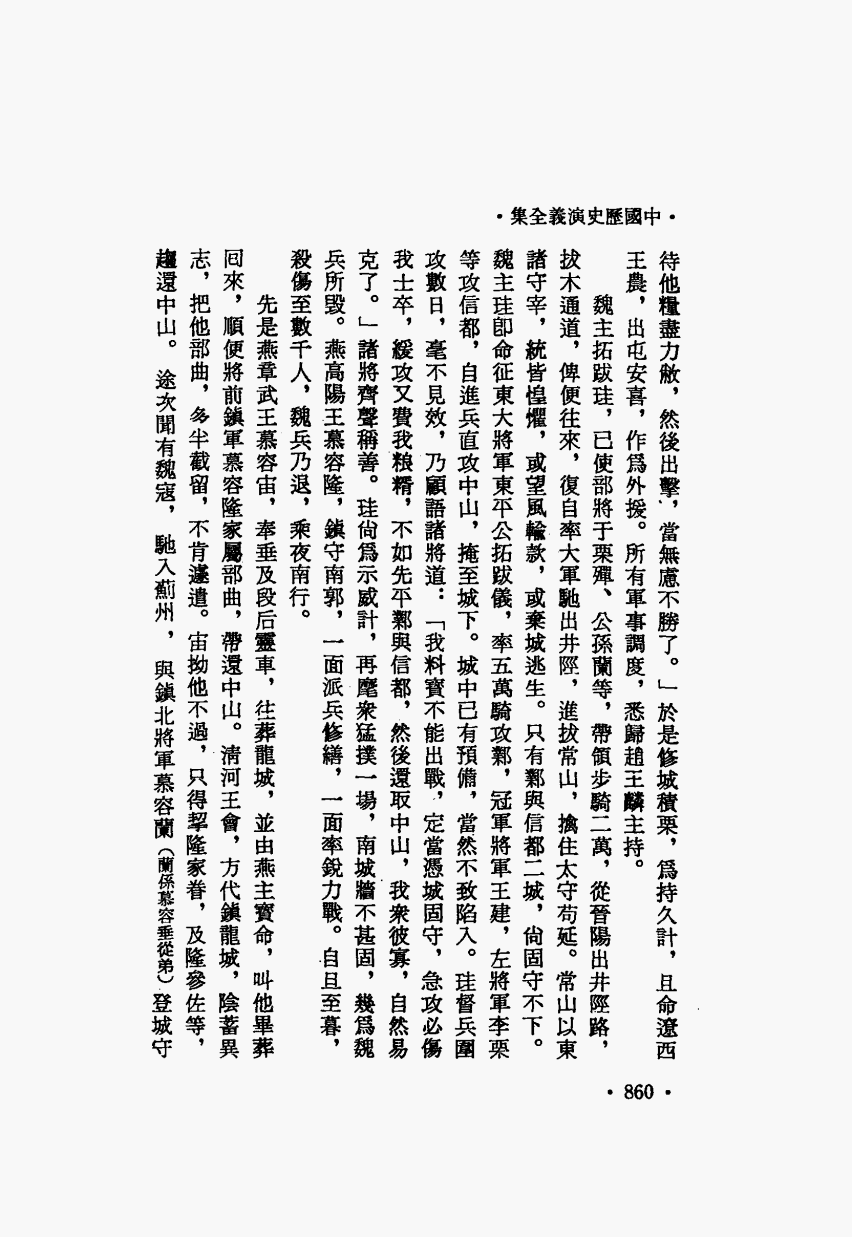 •中國歷史演義全集•
待他糧盡力敝，然後出擊，當無慮不勝了。」於是修城積栗，爲持久計，且命遼西
王農，出屯安喜，作爲外援。所有軍事調度，悉歸趙王麟主持。
魏主拓跋珪，已使部將于栗磾、公孫蘭等，帶領步騎二萬，從晉陽出井陘路，
拔木通道，俾便往來，復自率大軍馳出井陘，進拔常山，擒住太守苟延。常山以東
諸守宰，統皆惶懼，或望風輸款，或棄城逃生。只有鄴與信都二城，尙固守不下。
魏主珪卽命征東大將軍東平公拓跋儀，率五萬騎攻鄴，冠軍將軍王建，左將軍李栗
等攻信都，自進兵直攻中山，掩至城下。城中已有預備，當然不致陷入。珪督兵圍
攻數日，毫不見效，乃顧語諸將道：「我料寶不能出戰，定當憑城固守，急攻必傷
我士卒，緩攻又費我粮糈，不如先平鄴與信都，然後還取中山，我衆彼寡，自然易
克了。」諸將齊聲稱善。珪尙爲示威計，再麾衆猛撲一場，南城牆不甚固，幾爲魏
兵所毀。燕高陽王慕容隆，鎮守南郭，一面派兵修繕，一面率銳力戰。自旦至暮，
殺傷至數千人，魏兵乃退，乘夜南行。
先是燕章武王慕容宙，奉垂及段后靈車，往葬龍城，並由燕主寶命，叫他畢葬
囘來，順便將前鎮軍慕容隆家屬部曲，帶還中山。淸河王會，方代鎮龍城，陰蓄異
志，把他部曲，多半截留，不肯遽遣。宙拗他不過，只得挈隆家眷，及隆參佐等，
趨還中山。途次聞有魏寇，馳入薊州，與鎮北將軍慕容蘭（蘭係慕容垂從弟）登城守
•860•